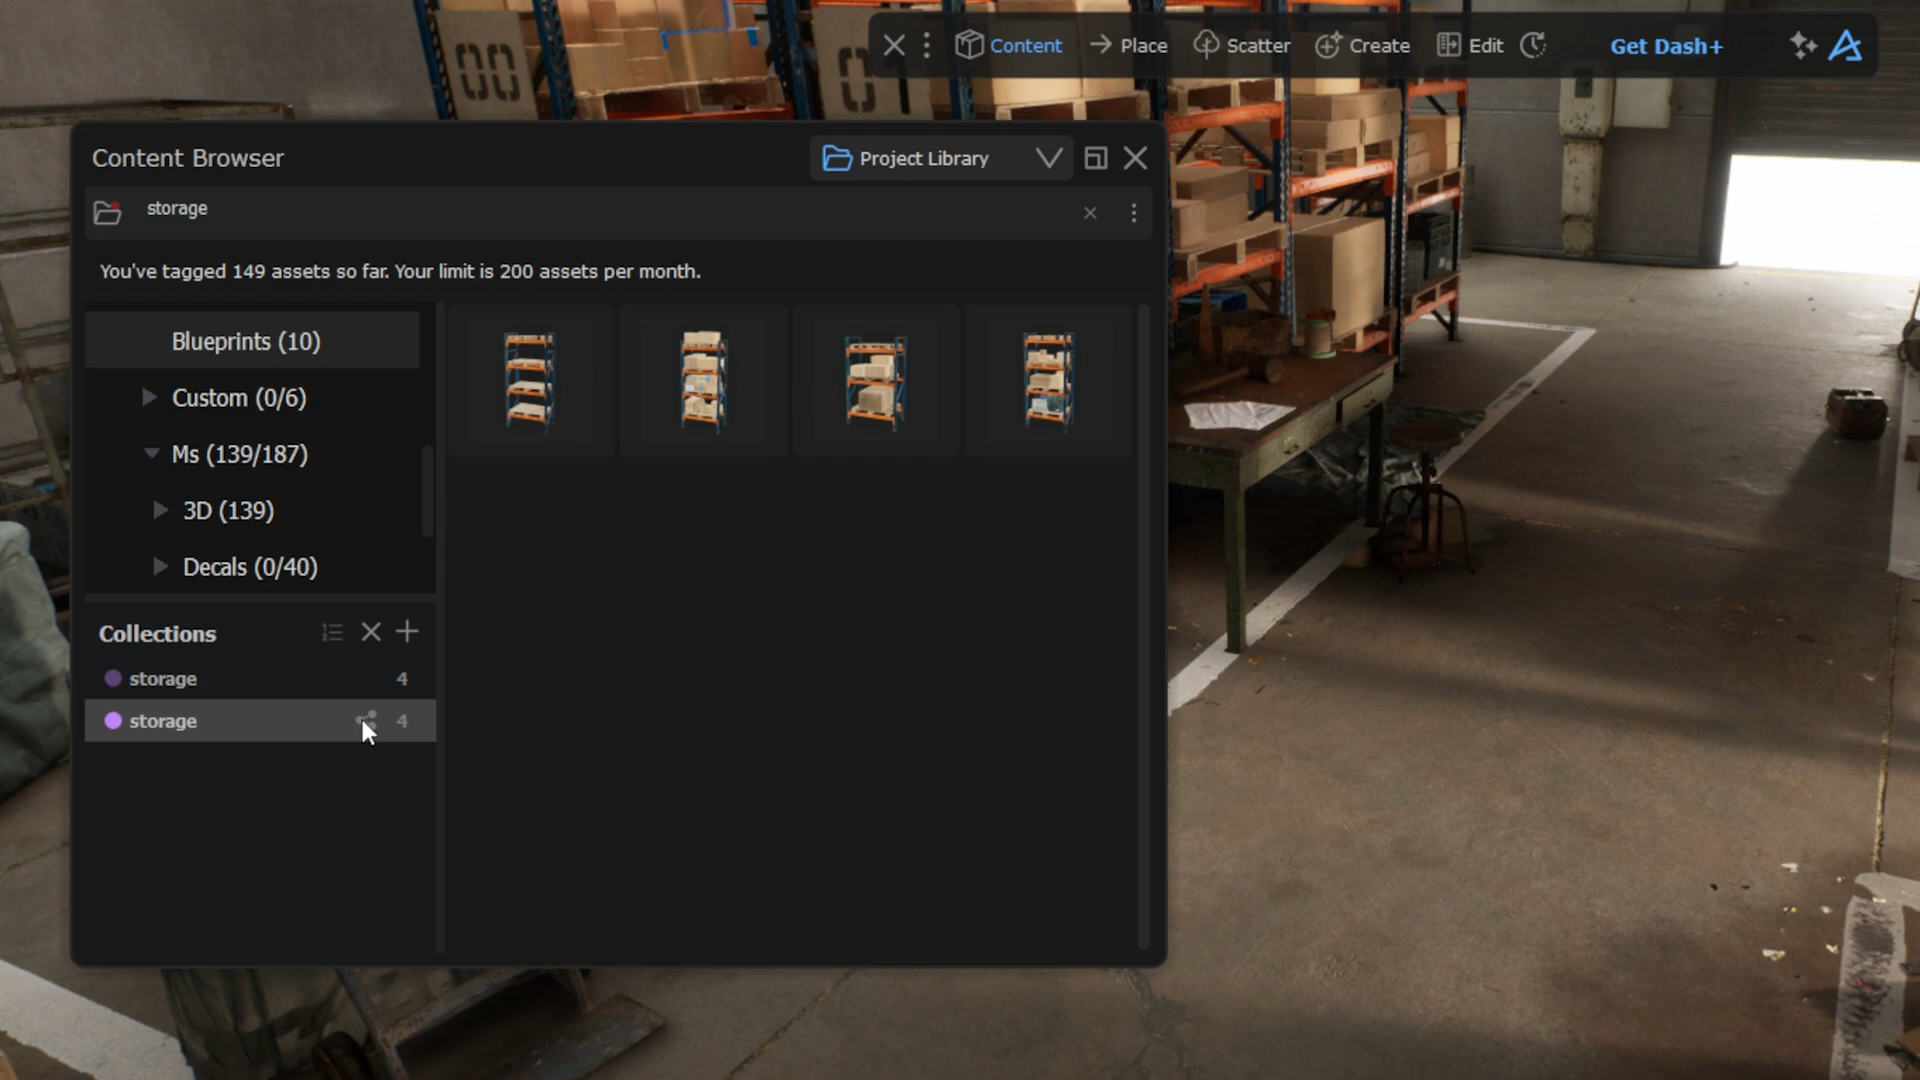 00
Content
Place
Scatter
Create
Edit
Get Dash+
Content Browser
Project Library
storage
You've tagged 149 assets so far. Your limit is 200 assets per month.
Blueprints (10)
Custom (0/6)
Ms (139/187)
3D (139)
Decals (0/40)
Collections
storage 4
storage 4